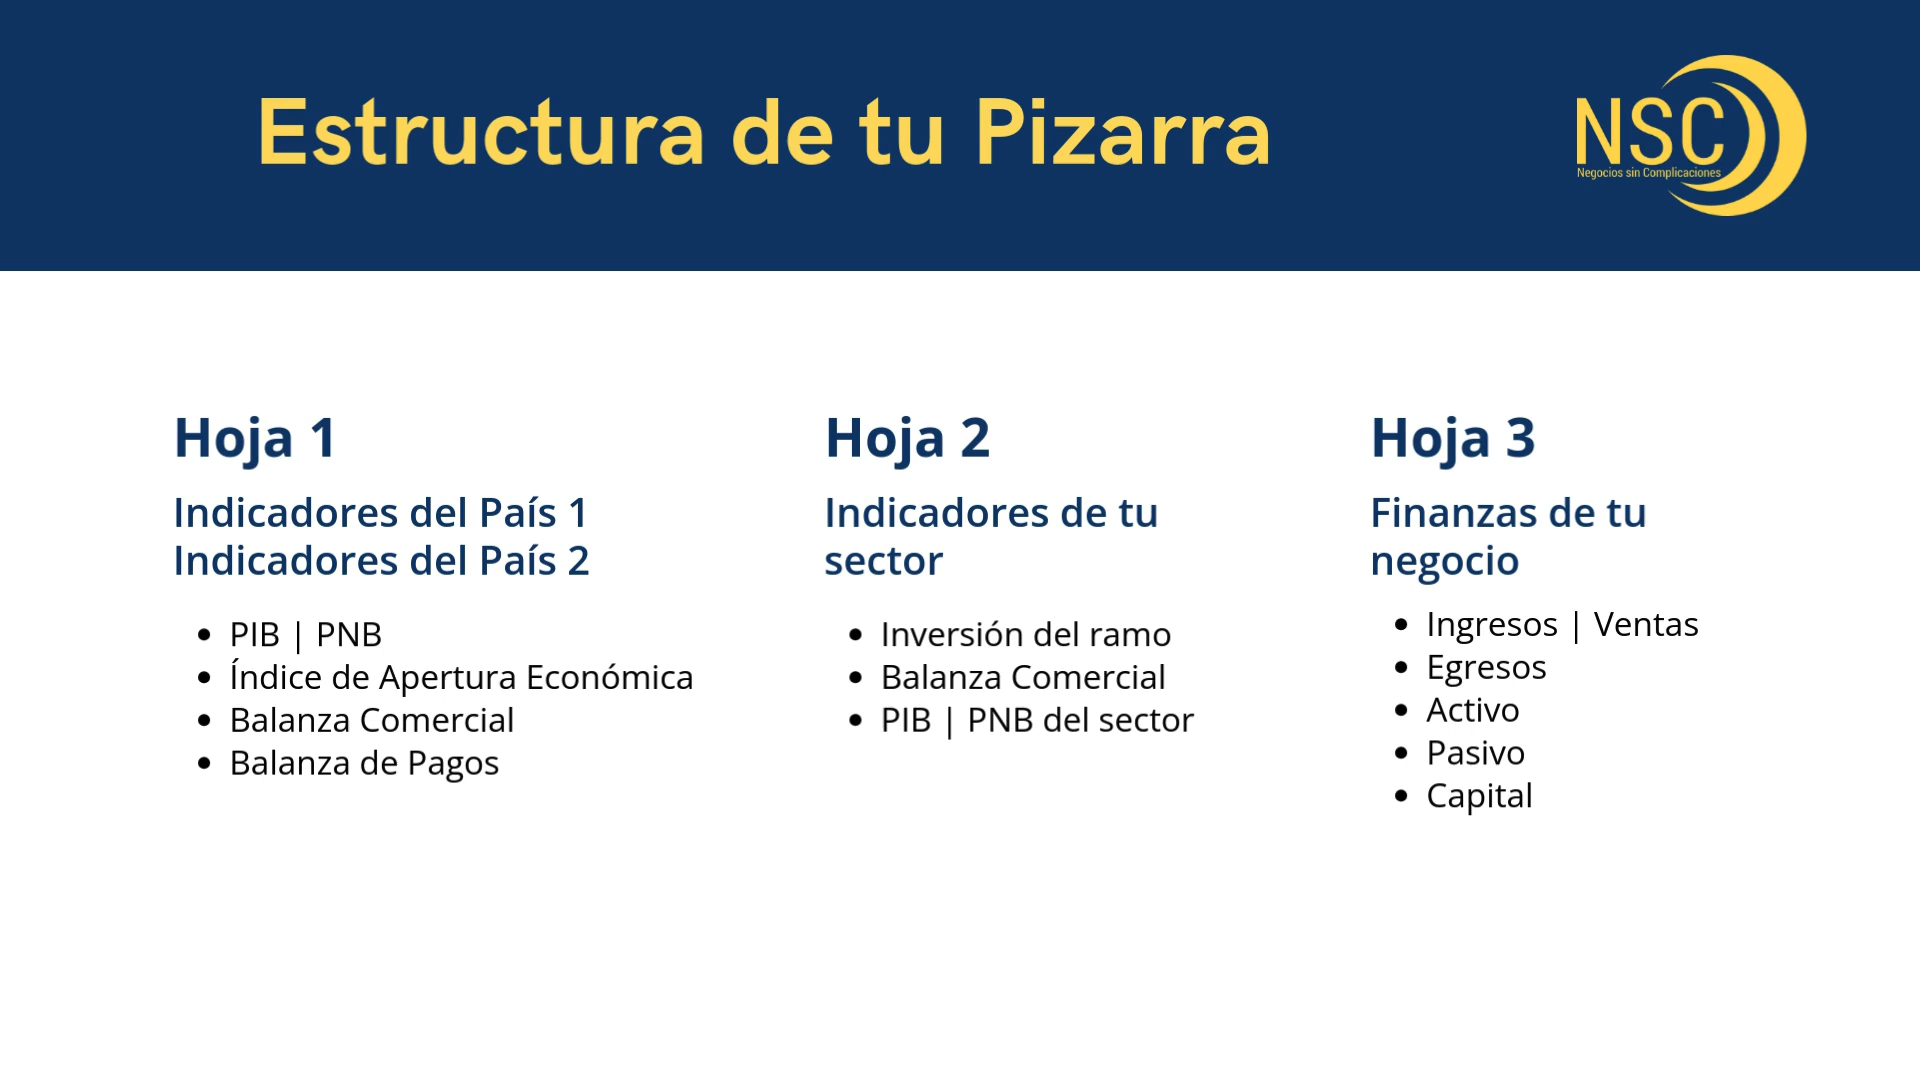 Estructura de tu Pizarra
NSC
Negocios sin Complicaciones
Hoja 1
Indicadores del País 1
Indicadores del País 2
• PIB | PNB
• Índice de Apertura Económica
• Balanza Comercial
• Balanza de Pagos
Hoja 2
Indicadores de tu
sector
• Inversión del ramo
• Balanza Comercial
• PIB | PNB del sector
Hoja 3
Finanzas de tu
negocio
• Ingresos | Ventas
• Egresos
• Activo
• Pasivo
• Capital